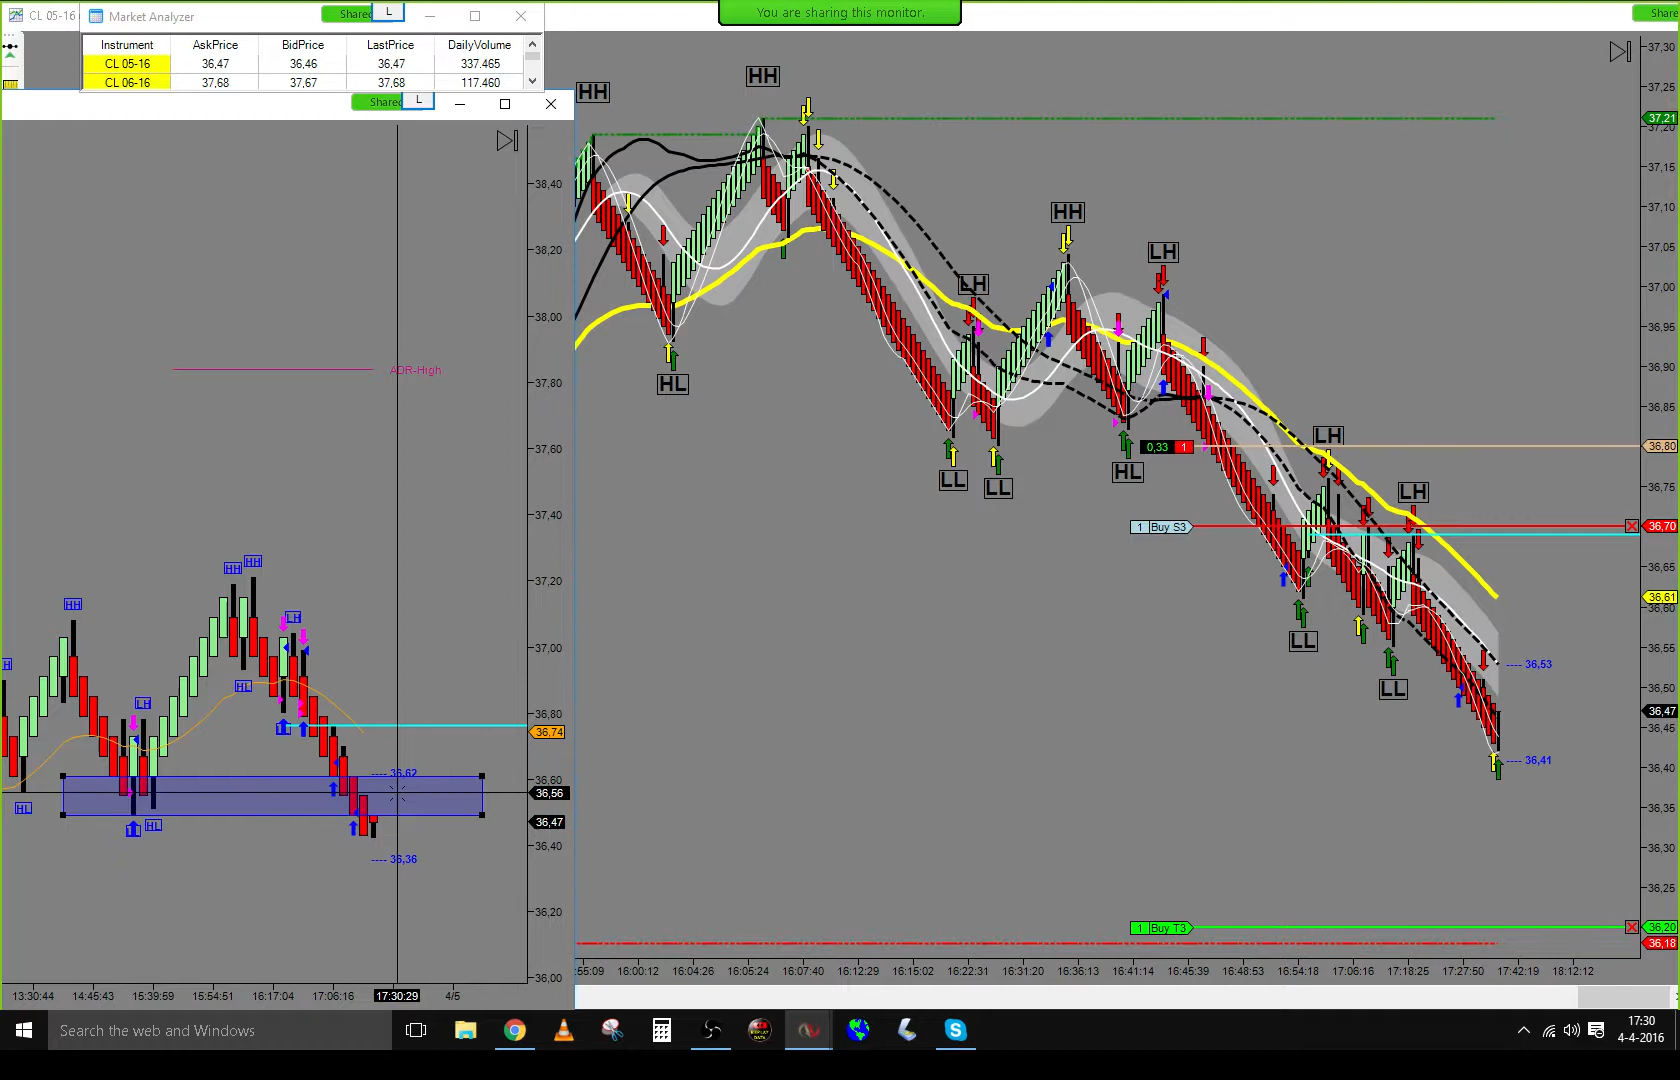 You are sharing this monitor.
CL 05-16
Market Analyzer
Shared
L
Share
Instrument AskPrice BidPrice LastPrice DailyVolume
CL 05-16 36,47 36,46 36,47 337.465
CL 06-16 37,68 37,67 37,68 117.460
Shared
L
38,40
38,20
38,00
37,80
37,60
37,40
37,20
37,00
36,80
36,74
36,60
36,56
36,47
36,40
36,20
36,00
ADR-High
HH
HH
HH
LH
LH
HL
HL
HL
36,62
36,36
13:30:44 14:45:43 15:39:59 15:54:51 16:17:04 17:06:16 17:30:29 4/5
HH
HH
HH
LH
LH
HL
LL
LL
HL
LH
LH
LL
LL
0,33 1
1 Buy S3
1 Buy T3
36,53
36,41
37,30
37,25
37,21
37,20
37,15
37,10
37,05
37,00
36,95
36,90
36,85
36,80
36,70
36,65
36,61
36,60
36,55
36,50
36,47
36,45
36,40
36,35
36,30
36,25
36,20
36,18
:55:09 16:00:12 16:04:26 16:05:24 16:07:40 16:12:29 16:15:02 16:22:31 16:31:20 16:36:13 16:41:14 16:45:39 16:48:53 16:54:18 17:06:16 17:18:25 17:27:50 17:42:19 18:12:12
Search the web and Windows
17:30
4-4-2016